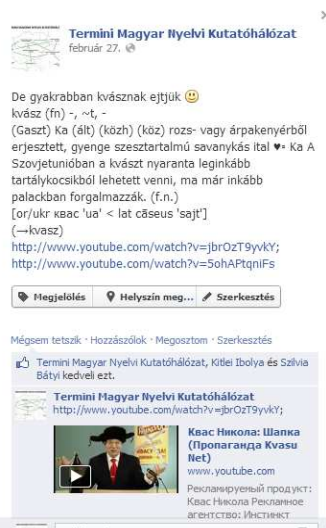 Termini Magyar Nyelvi Kutatóhálózat
február 27.
De gyakrabban kvásznak ejtjük
kvász (fn) -, ~t, -
(Gaszt) Ka (ált) (közh) (köz) rozs- vagy árpakenyérből
erjesztett, gyenge szesztartalmú savanykás ital ♥▫ Ka A
Szovjetunióban a kvászt nyaranta leginkább
tartálykocsikból lehetett venni, ma már inkább
palackban forgalmazzák. (f.n.)
[or/ukr квас 'ua' < lat cāseus 'sajt']
(→kvasz)
http://www.youtube.com/watch?v=jbrOzT9yvkY;
http://www.youtube.com/watch?v=5ohAPtqniFs
Megjelölés
Helyszín meg...
Szerkesztés
Mégsem tetszik · Hozzászólok · Megosztom · Szerkesztés
Termini Magyar Nyelvi Kutatóhálózat, Kitlei Ibolya és Szilvia
Bátyi kedveli ezt.
Termini Magyar Nyelvi Kutatóhálózat
http://www.youtube.com/watch?v=jbrOzT9yvkY;
Квас Никола: Шапка
(Пропаганда Kvasu
Net)
www.youtube.com
Рекламируемый продукт:
Квас Никола Рекламное
агентство: Инстинкт